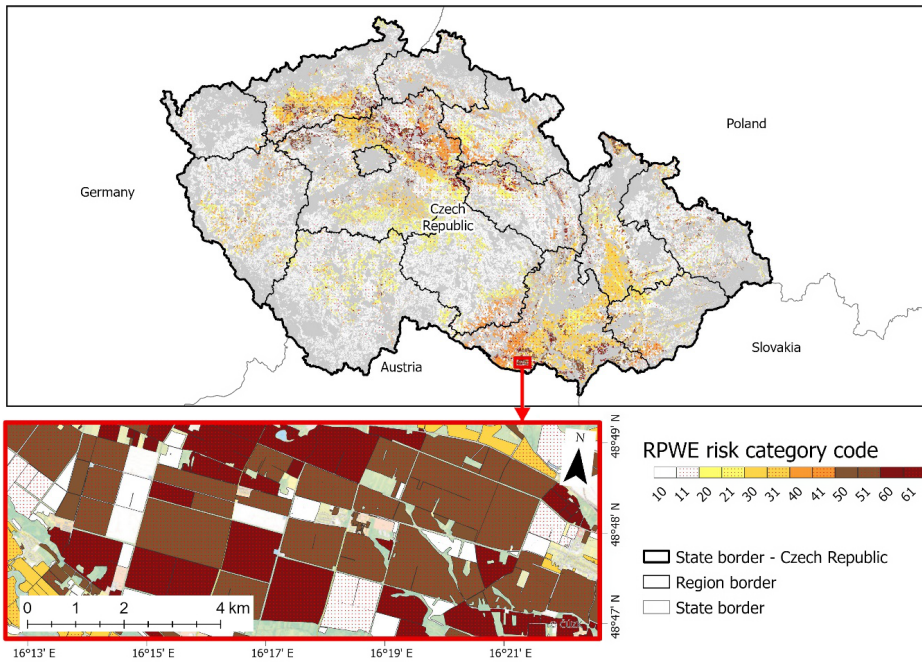 Poland
Germany
Czech
Republic
Slovakia
Austria
N
48°49' N
48°48' N
48°47' N
0 1 2 4 km
16°13' E 16°15' E 16°17' E 16°19' E 16°21' E
RPWE risk category code
10 11 20 21 30 31 40 41 50 51 60 61
State border - Czech Republic
Region border
State border